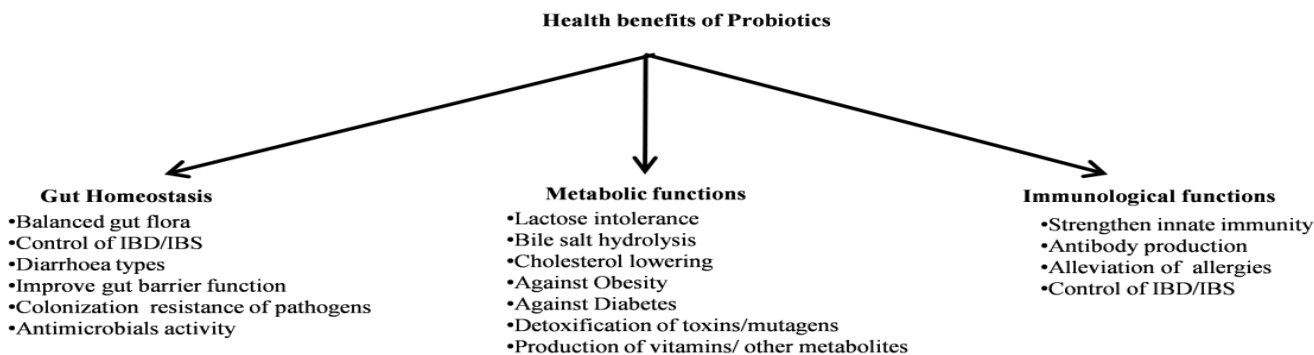 Health benefits of Probiotics
Gut Homeostasis
•Balanced gut flora
•Control of IBD/IBS
•Diarrhoea types
•Improve gut barrier function
•Colonization resistance of pathogens
•Antimicrobials activity
Metabolic functions
•Lactose intolerance
•Bile salt hydrolysis
•Cholesterol lowering
•Against Obesity
•Against Diabetes
•Detoxification of toxins/mutagens
•Production of vitamins/ other metabolites
Immunological functions
•Strengthen innate immunity
•Antibody production
•Alleviation of allergies
•Control of IBD/IBS